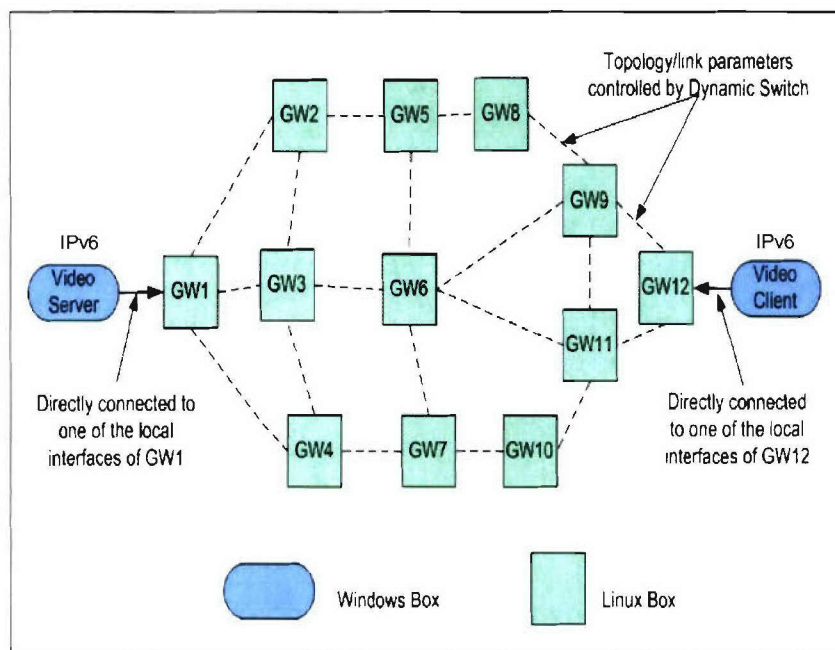 Topology/link parameters
controlled by Dynamic Switch
GW2
GW5
GW8
GW9
IPv6
Video
Server
GW1
GW3
GW6
GW12
IPv6
Video
Client
GW11
Directly connected to
one of the local
interfaces of GW1
Directly connected
to one of the local
interfaces of GW12
GW4
GW7
GW10
Windows Box
Linux Box